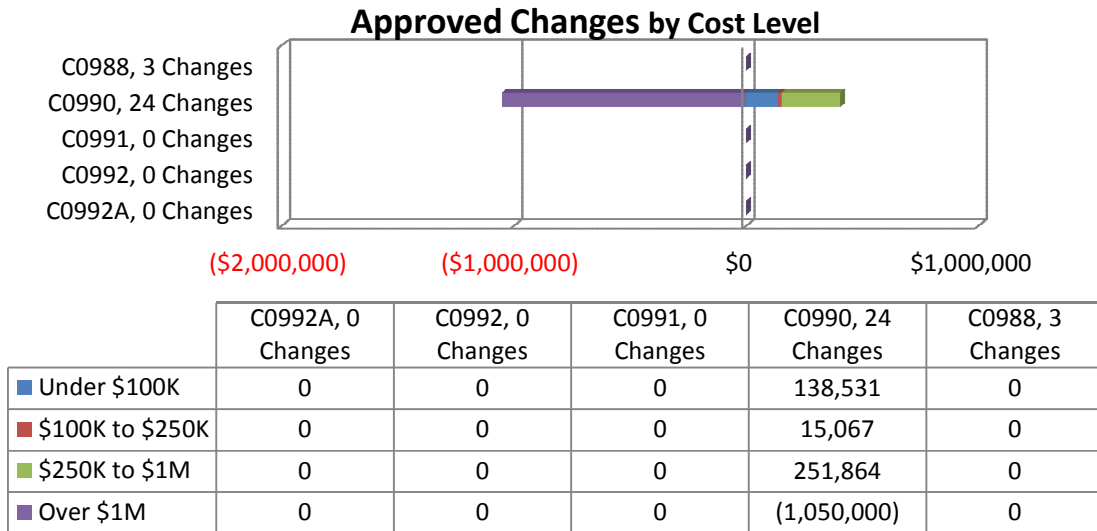 Approved Changes by Cost Level
C0988, 3 Changes
C0990, 24 Changes
C0991, 0 Changes
C0992, 0 Changes
C0992A, 0 Changes
($2,000,000) ($1,000,000) $0 $1,000,000
C0992A, 0 Changes C0992, 0 Changes C0991, 0 Changes C0990, 24 Changes C0988, 3 Changes
Under $100K 0 0 0 138,531 0
$100K to $250K 0 0 0 15,067 0
$250K to $1M 0 0 0 251,864 0
Over $1M 0 0 0 (1,050,000) 0